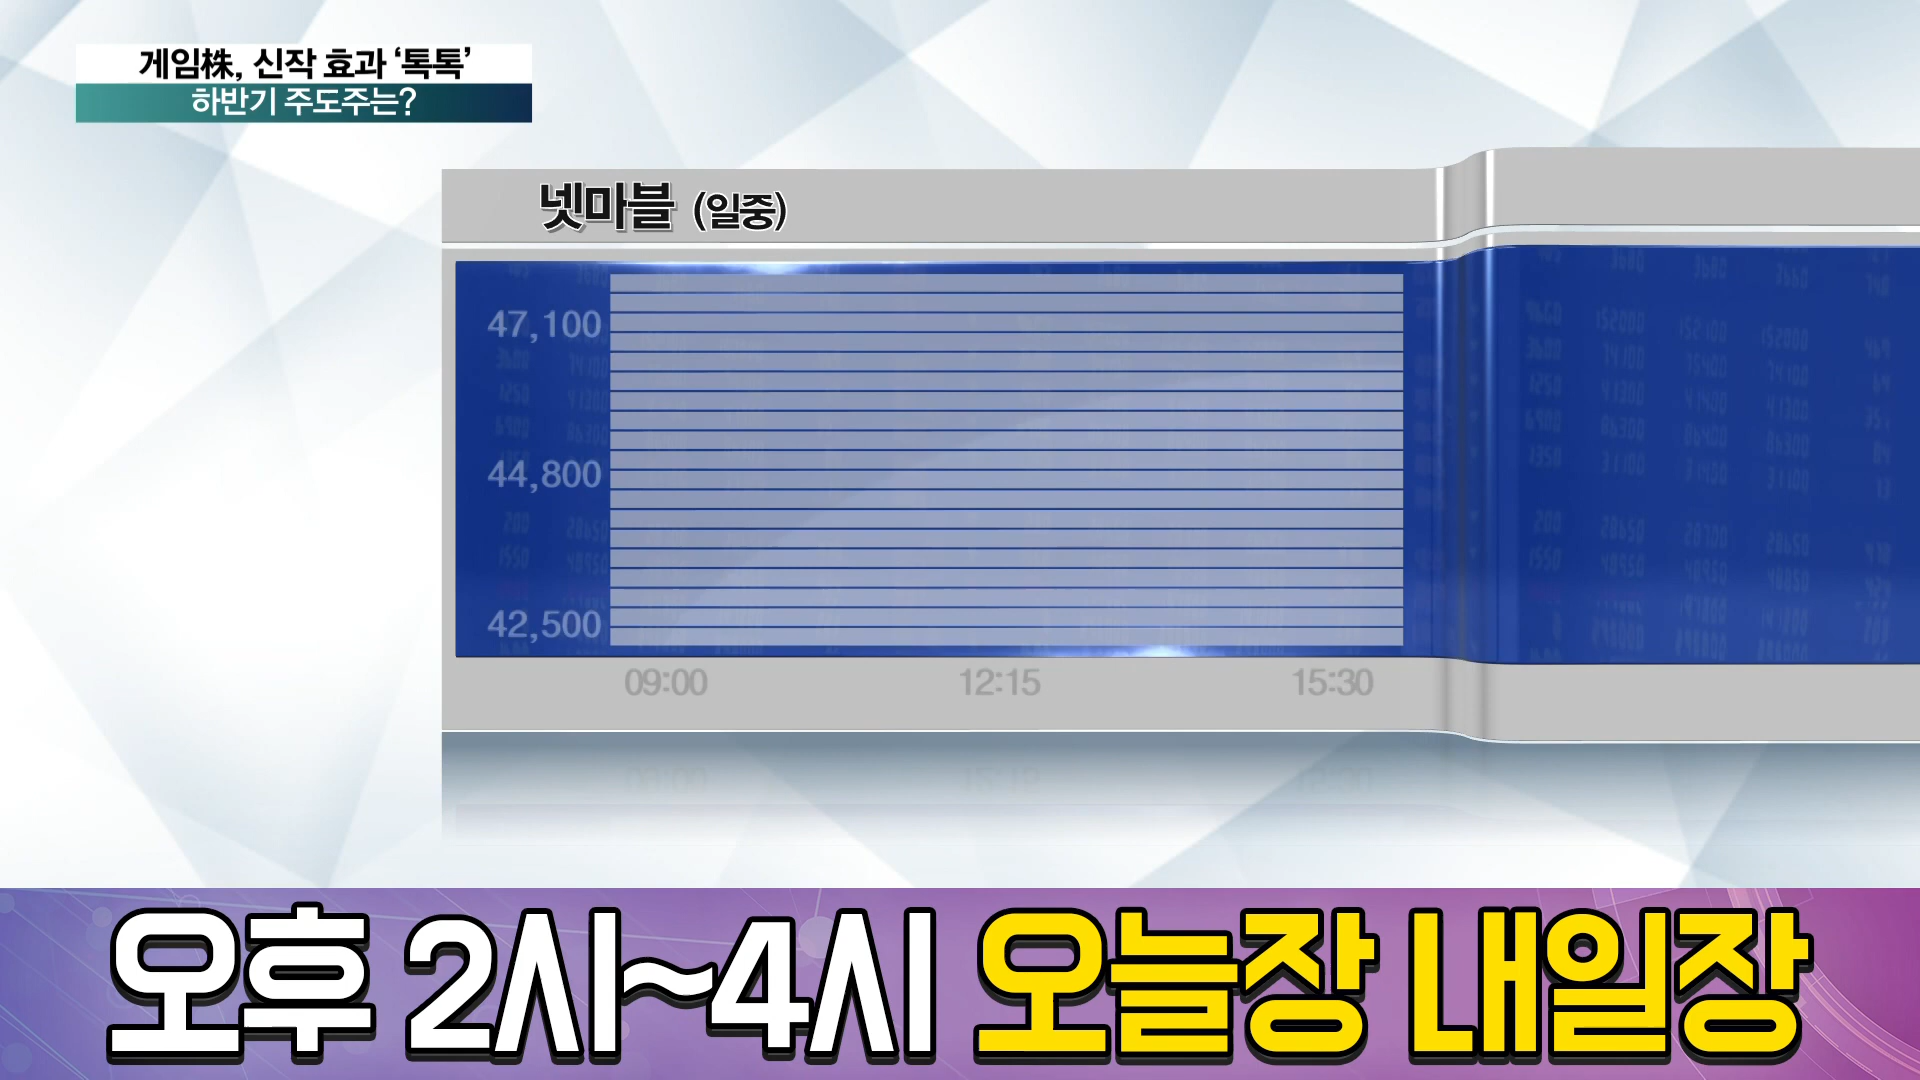 게임株, 신작 효과 ‘톡톡’
하반기 주도주는?
넷마블 (일중)
47,100
44,800
42,500
09:00 12:15 15:30
오후 2시~4시 오늘장 내일장